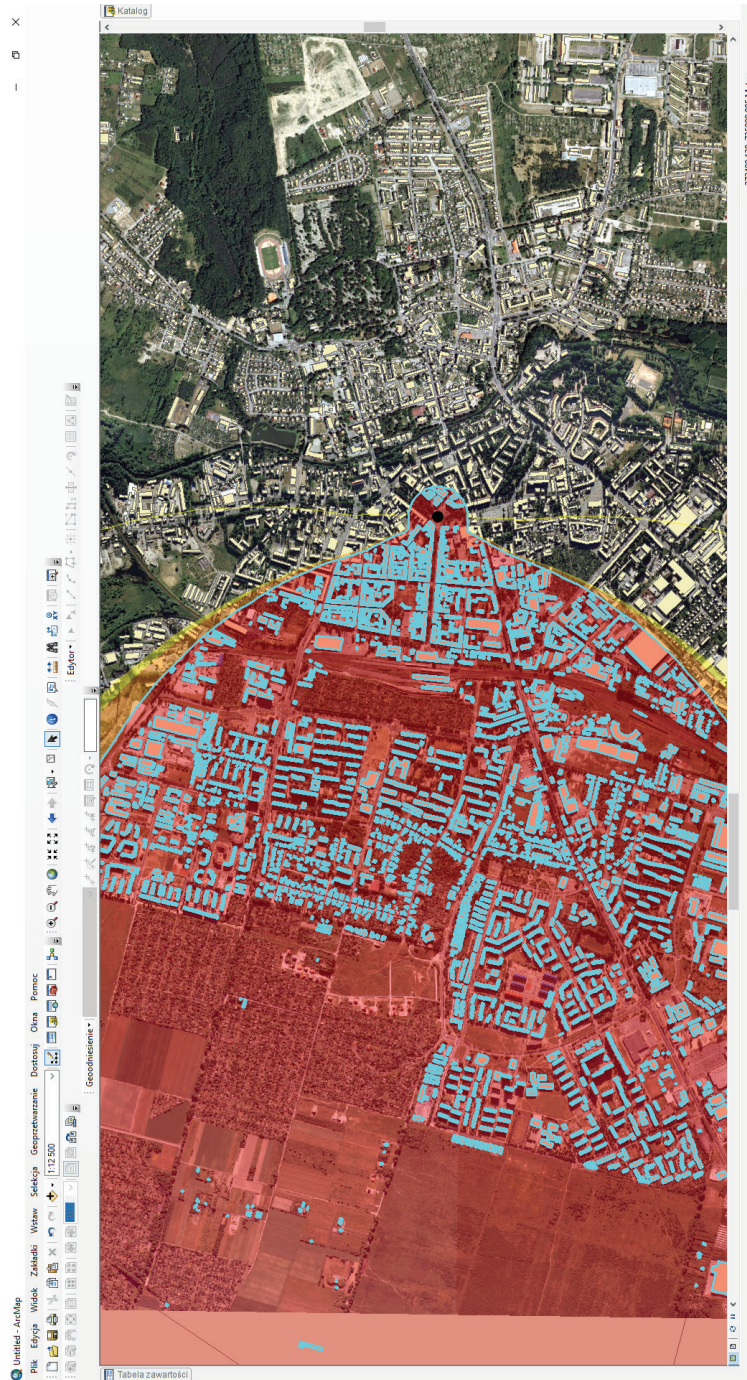 Untitled - ArcMap
Plik Edycja Widok Zakładki Wstaw Selekcja Geoprzetwarzanie Dostosuj Okna Pomoc
1:12 500
Edytor
Geoodniesienie
Tabela zawartości
Katalog